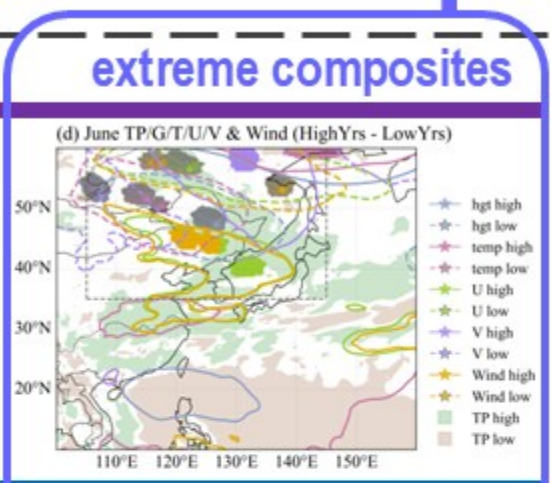 extreme composites
(d) June TP/G/T/U/V & Wind (HighYrs - LowYrs)
50°N
40°N
30°N
20°N
110°E 120°E 130°E 140°E 150°E
hgt high
hgt low
temp high
temp low
U high
U low
V high
V low
Wind high
Wind low
TP high
TP low